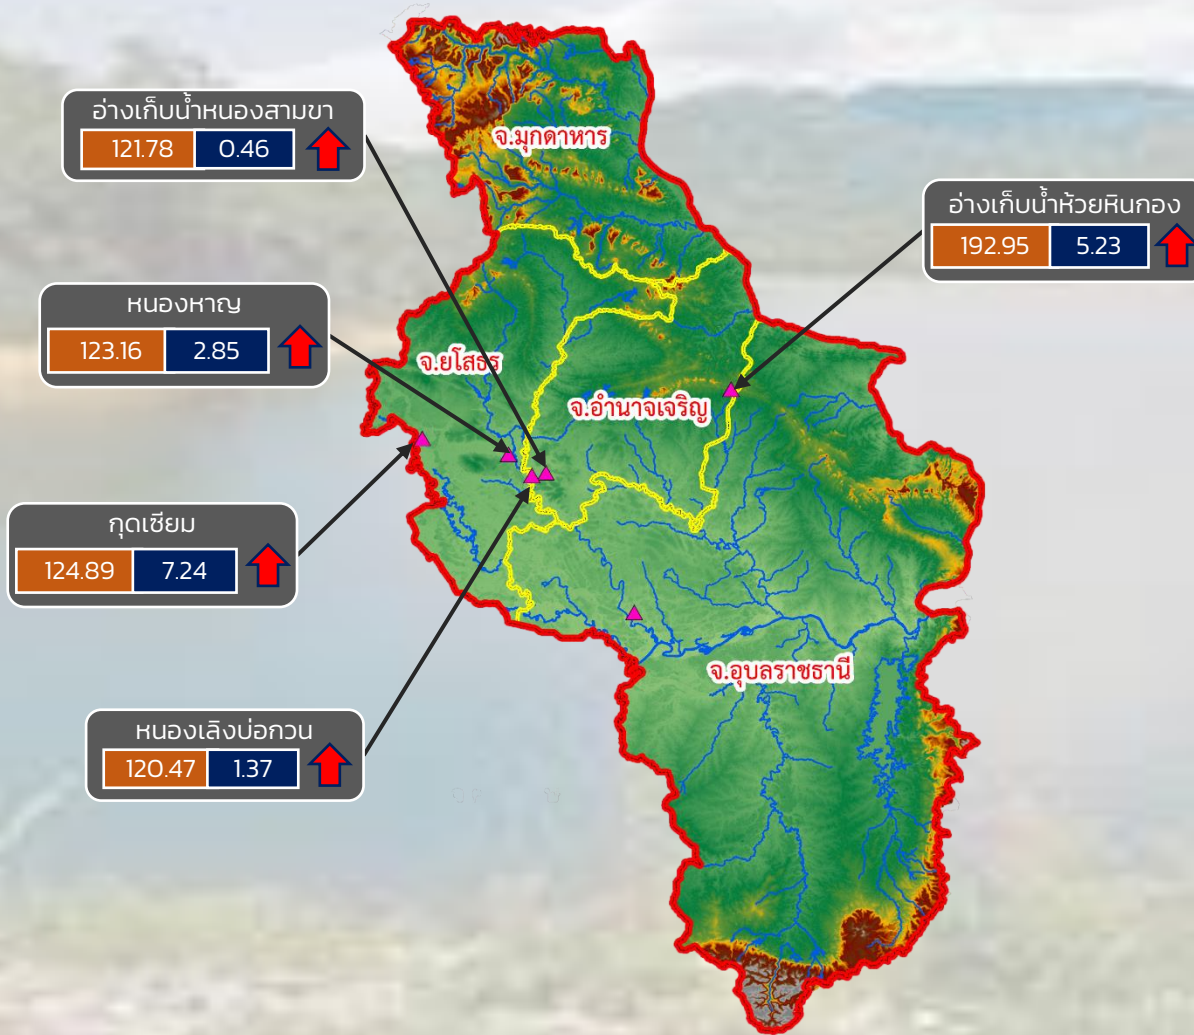 อ่างเก็บน้ำหนองสามขา
121.78 0.46
จ.มุกดาหาร
อ่างเก็บน้ำห้วยหินกอง
192.95 5.23
หนองหาญ
123.16 2.85
จ.ยโสธร
จ.อำนาจเจริญ
กุดเซียม
124.89 7.24
จ.อุบลราชธานี
หนองเลิงบ่อกวน
120.47 1.37